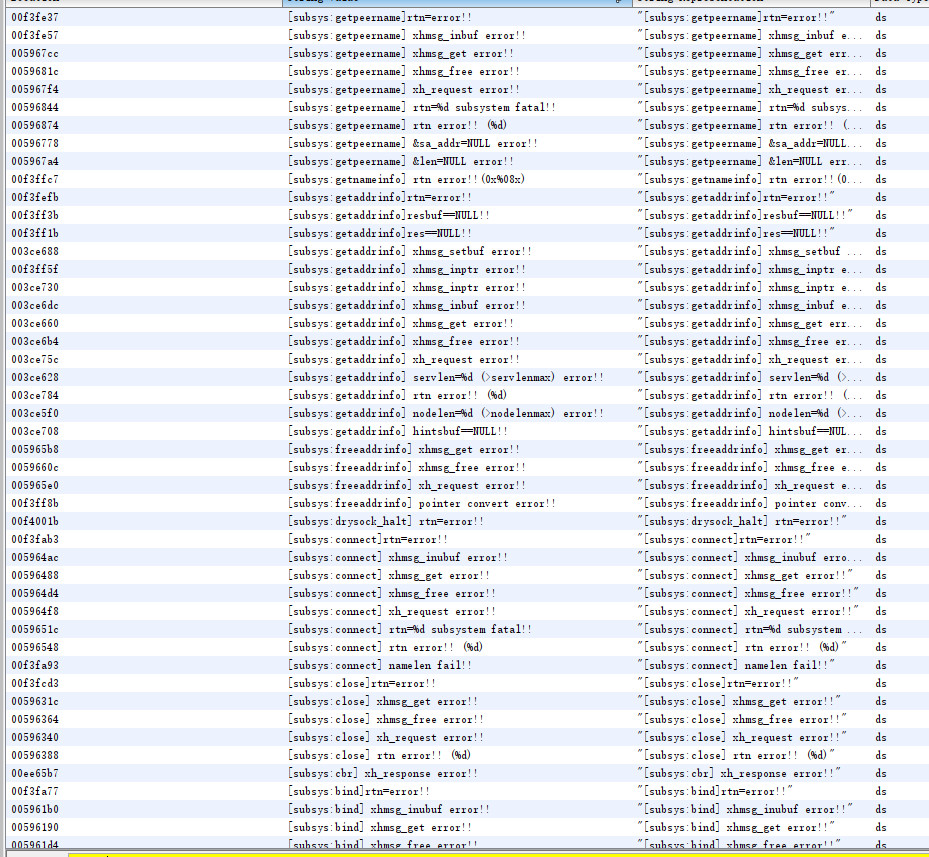 00f3fe37 [subsys:getpeername]rtn=error!! "[subsys:getpeername]rtn=error!!" ds
00f3fe57 [subsys:getpeername] xhmsg_inbuf error!! "[subsys:getpeername] xhmsg_inbuf e... ds
005967cc [subsys:getpeername] xhmsg_get error!! "[subsys:getpeername] xhmsg_get err... ds
0059681c [subsys:getpeername] xhmsg_free error!! "[subsys:getpeername] xhmsg_free er... ds
005967f4 [subsys:getpeername] xh_request error!! "[subsys:getpeername] xh_request er... ds
00596844 [subsys:getpeername] rtn=%d subsystem fatal!! "[subsys:getpeername] rtn=%d subsys... ds
00596874 [subsys:getpeername] rtn error!! (%d) "[subsys:getpeername] rtn error!! (... ds
00596778 [subsys:getpeername] &sa_addr=NULL error!! "[subsys:getpeername] &sa_addr=NULL... ds
005967a4 [subsys:getpeername] &len=NULL error!! "[subsys:getpeername] &len=NULL err... ds
00f3ffc7 [subsys:getnameinfo] rtn error!!(0x%08x) "[subsys:getnameinfo] rtn error!!(0... ds
00f3fefb [subsys:getaddrinfo]rtn=error!! "[subsys:getaddrinfo]rtn=error!!" ds
00f3ff3b [subsys:getaddrinfo]resbuf==NULL!! "[subsys:getaddrinfo]resbuf==NULL!!" ds
00f3ff1b [subsys:getaddrinfo]res==NULL!! "[subsys:getaddrinfo]res==NULL!!" ds
003ce688 [subsys:getaddrinfo] xhmsg_setbuf error!! "[subsys:getaddrinfo] xhmsg_setbuf ... ds
00f3ff5f [subsys:getaddrinfo] xhmsg_inptr error!! "[subsys:getaddrinfo] xhmsg_inptr e... ds
003ce730 [subsys:getaddrinfo] xhmsg_inptr error!! "[subsys:getaddrinfo] xhmsg_inptr e... ds
003ce6dc [subsys:getaddrinfo] xhmsg_inbuf error!! "[subsys:getaddrinfo] xhmsg_inbuf e... ds
003ce660 [subsys:getaddrinfo] xhmsg_get error!! "[subsys:getaddrinfo] xhmsg_get err... ds
003ce6b4 [subsys:getaddrinfo] xhmsg_free error!! "[subsys:getaddrinfo] xhmsg_free er... ds
003ce75c [subsys:getaddrinfo] xh_request error!! "[subsys:getaddrinfo] xh_request er... ds
003ce628 [subsys:getaddrinfo] servlen=%d (>servlenmax) error!! "[subsys:getaddrinfo] servlen=%d (>... ds
003ce784 [subsys:getaddrinfo] rtn error!! (%d) "[subsys:getaddrinfo] rtn error!! (... ds
003ce5f0 [subsys:getaddrinfo] nodelen=%d (>nodelenmax) error!! "[subsys:getaddrinfo] nodelen=%d (>... ds
003ce708 [subsys:getaddrinfo] hintsbuf==NULL!! "[subsys:getaddrinfo] hintsbuf==NUL... ds
005965b8 [subsys:freeaddrinfo] xhmsg_get error!! "[subsys:freeaddrinfo] xhmsg_get er... ds
0059660c [subsys:freeaddrinfo] xhmsg_free error!! "[subsys:freeaddrinfo] xhmsg_free e... ds
005965e0 [subsys:freeaddrinfo] xh_request error!! "[subsys:freeaddrinfo] xh_request e... ds
00f3ff8b [subsys:freeaddrinfo] pointer convert error!! "[subsys:freeaddrinfo] pointer conv... ds
00f4001b [subsys:drysock_halt] rtn=error!! "[subsys:drysock_halt] rtn=error!!" ds
00f3fab3 [subsys:connect]rtn=error!! "[subsys:connect]rtn=error!!" ds
005964ac [subsys:connect] xhmsg_inubuf error!! "[subsys:connect] xhmsg_inubuf erro... ds
00596488 [subsys:connect] xhmsg_get error!! "[subsys:connect] xhmsg_get error!!" ds
005964d4 [subsys:connect] xhmsg_free error!! "[subsys:connect] xhmsg_free error!!" ds
005964f8 [subsys:connect] xh_request error!! "[subsys:connect] xh_request error!!" ds
0059651c [subsys:connect] rtn=%d subsystem fatal!! "[subsys:connect] rtn=%d subsystem ... ds
00596548 [subsys:connect] rtn error!! (%d) "[subsys:connect] rtn error!! (%d)" ds
00f3fa93 [subsys:connect] namelen fail!! "[subsys:connect] namelen fail!!" ds
00f3fcd3 [subsys:close]rtn=error!! "[subsys:close]rtn=error!!" ds
0059631c [subsys:close] xhmsg_get error!! "[subsys:close] xhmsg_get error!!" ds
00596364 [subsys:close] xhmsg_free error!! "[subsys:close] xhmsg_free error!!" ds
00596340 [subsys:close] xh_request error!! "[subsys:close] xh_request error!!" ds
00596388 [subsys:close] rtn error!! (%d) "[subsys:close] rtn error!! (%d)" ds
00ee65b7 [subsys:cbr] xh_response error!! "[subsys:cbr] xh_response error!!" ds
00f3fa77 [subsys:bind]rtn=error!! "[subsys:bind]rtn=error!!" ds
005961b0 [subsys:bind] xhmsg_inubuf error!! "[subsys:bind] xhmsg_inubuf error!!" ds
00596190 [subsys:bind] xhmsg_get error!! "[subsys:bind] xhmsg_get error!!" ds
005961d4 [subsys:bind] xhmsg_free error!! "[subsys:bind] xhmsg_free error!!" ds